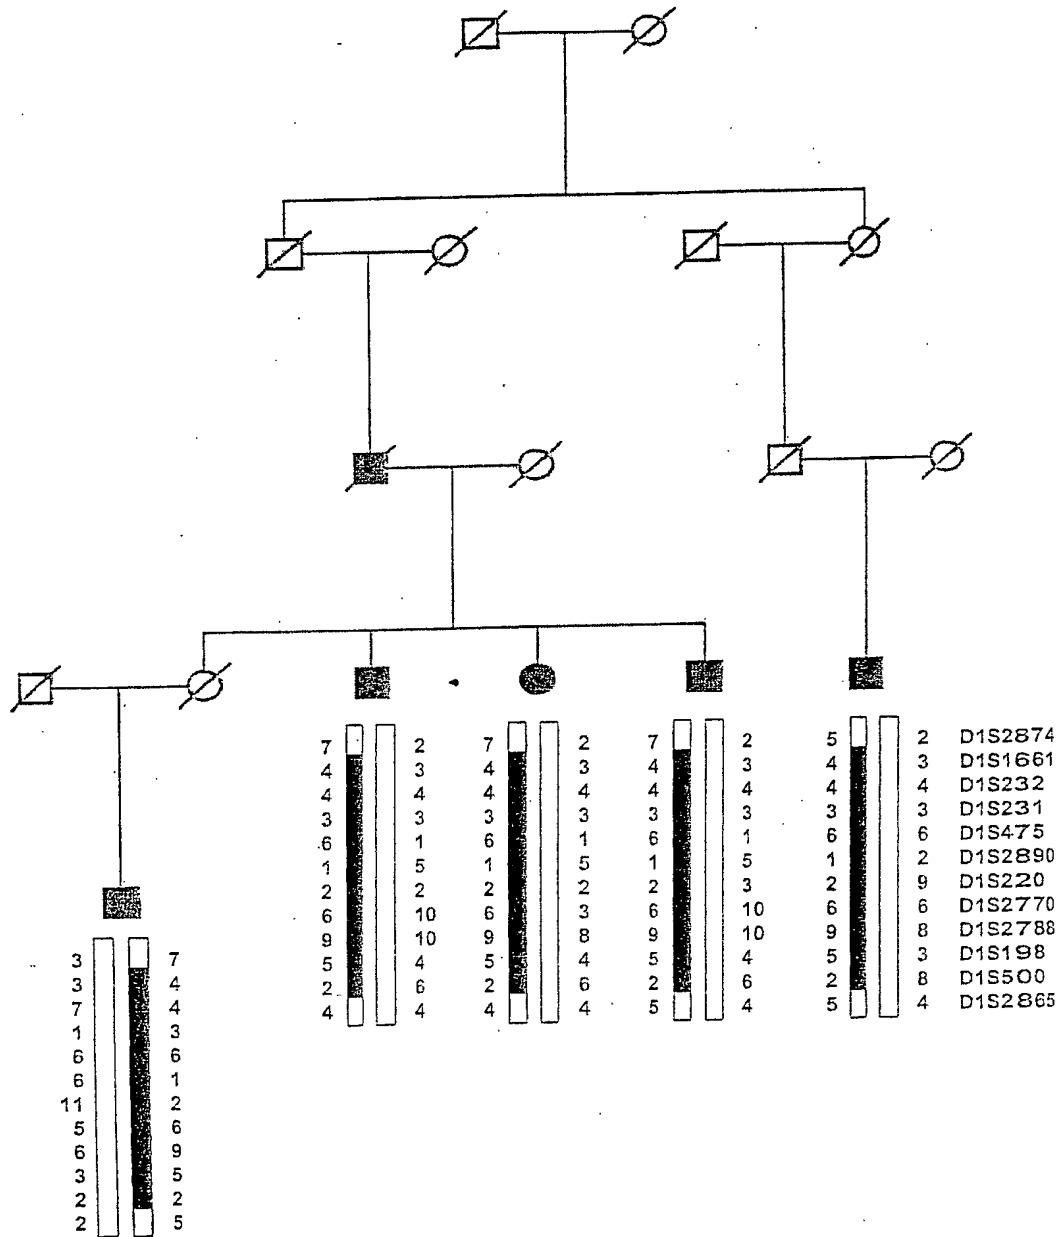 7 2 7 2 7 2 5 2 D1S2874
4 3 4 3 4 3 4 3 D1S1661
4 4 4 4 4 4 4 4 D1S232
3 3 3 3 3 3 3 3 D1S231
6 1 6 1 6 1 6 6 D1S475
1 5 1 5 1 5 1 2 D1S2890
2 2 2 2 2 3 2 9 D1S220
6 10 6 3 6 10 6 6 D1S2770
9 10 9 8 9 10 9 8 D1S2788
5 4 5 4 5 4 5 3 D1S198
2 6 2 6 2 6 2 8 D1S500
4 4 4 4 5 4 5 4 D1S2865
3 7
3 4
7 4
1 3
6 6
6 1
11 2
5 6
6 9
3 5
2 2
2 5